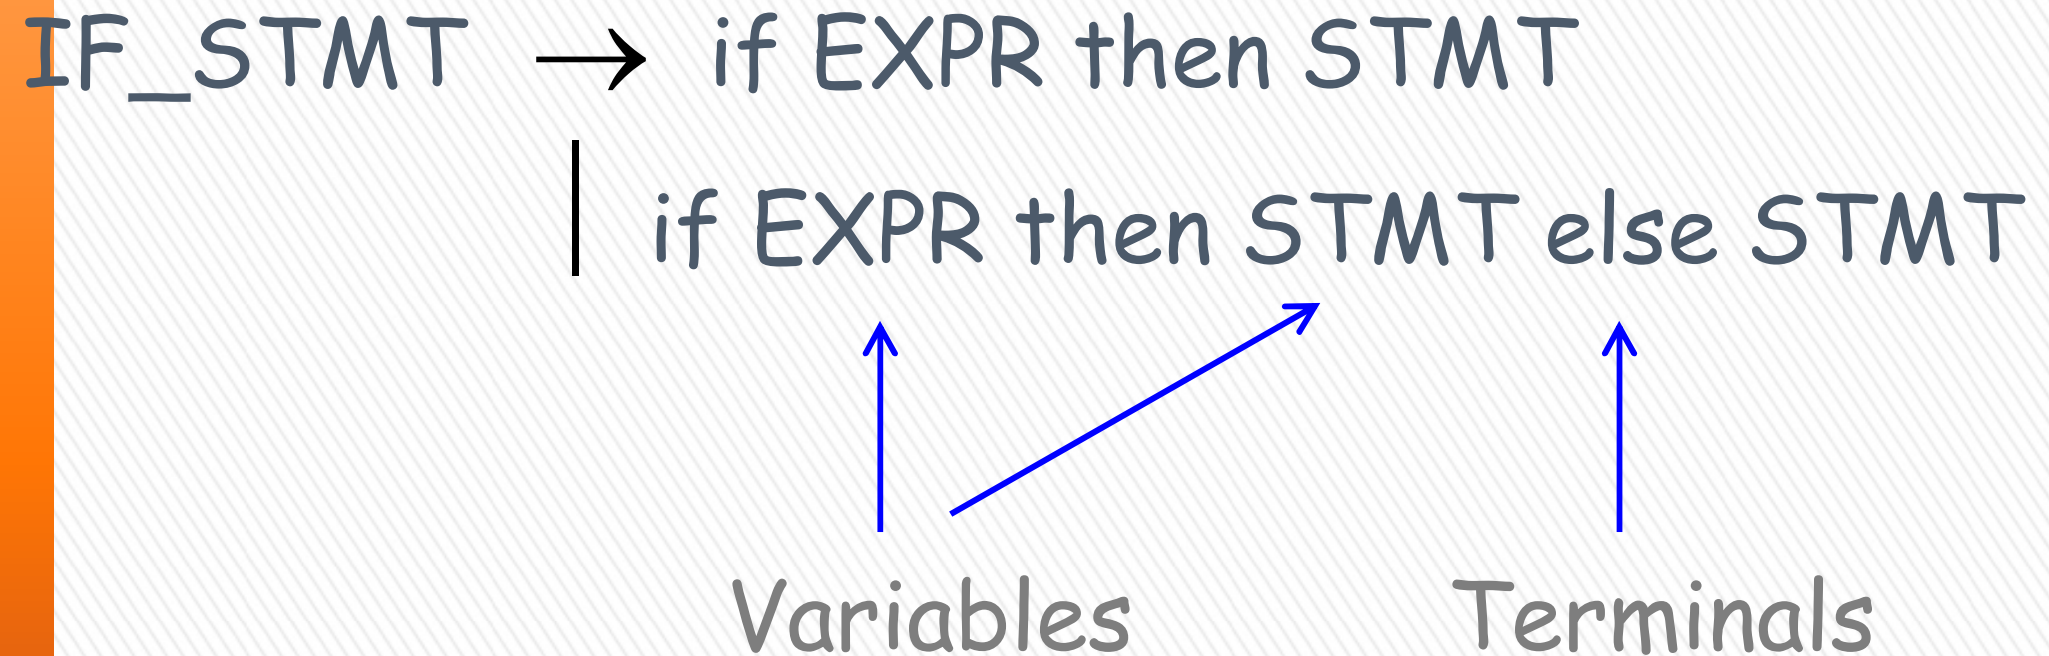 IF_STMT → if EXPR then STMT
| if EXPR then STMT else STMT
Variables Terminals